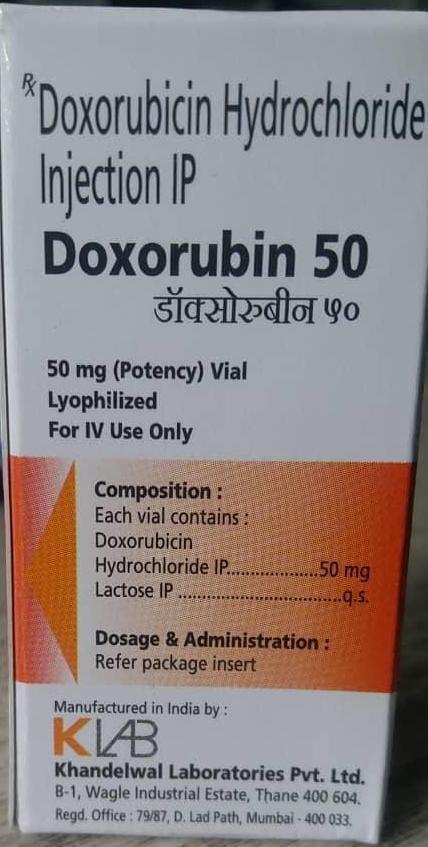 Rx Doxorubicin Hydrochloride
Injection IP
Doxorubin 50
डॉक्सोरुबीन ५०
50 mg (Potency) Vial
Lyophilized
For IV Use Only
Composition :
Each vial contains :
Doxorubicin
Hydrochloride IP...................50 mg
Lactose IP ..................................q.s.
Dosage & Administration :
Refer package insert
Manufactured in India by :
KLAB
Khandelwal Laboratories Pvt. Ltd.
B-1, Wagle Industrial Estate, Thane 400 604.
Regd. Office : 79/87, D. Lad Path, Mumbai - 400 033.